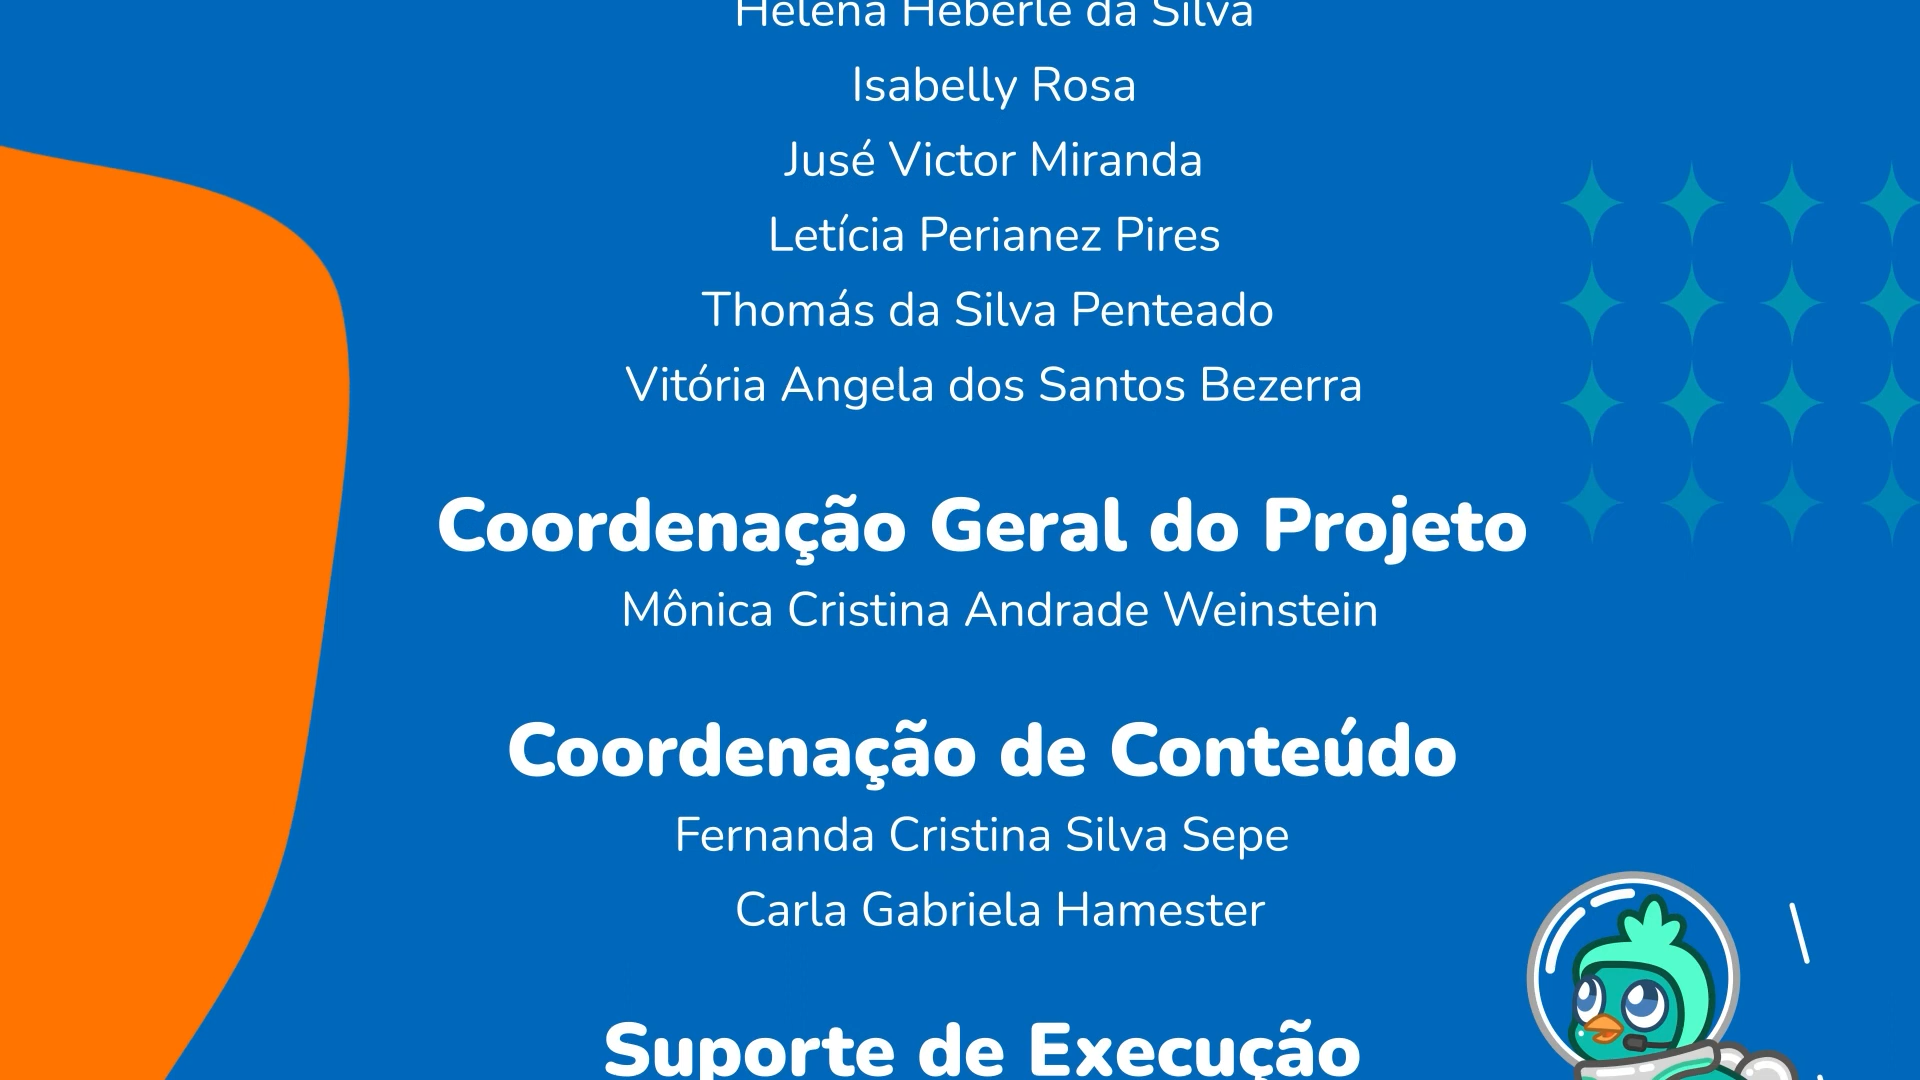 Helena Heberle da Silva
Isabelly Rosa
Jusé Victor Miranda
Letícia Perianez Pires
Thomás da Silva Penteado
Vitória Angela dos Santos Bezerra
Coordenação Geral do Projeto
Mônica Cristina Andrade Weinstein
Coordenação de Conteúdo
Fernanda Cristina Silva Sepe
Carla Gabriela Hamester
Suporte de Execução